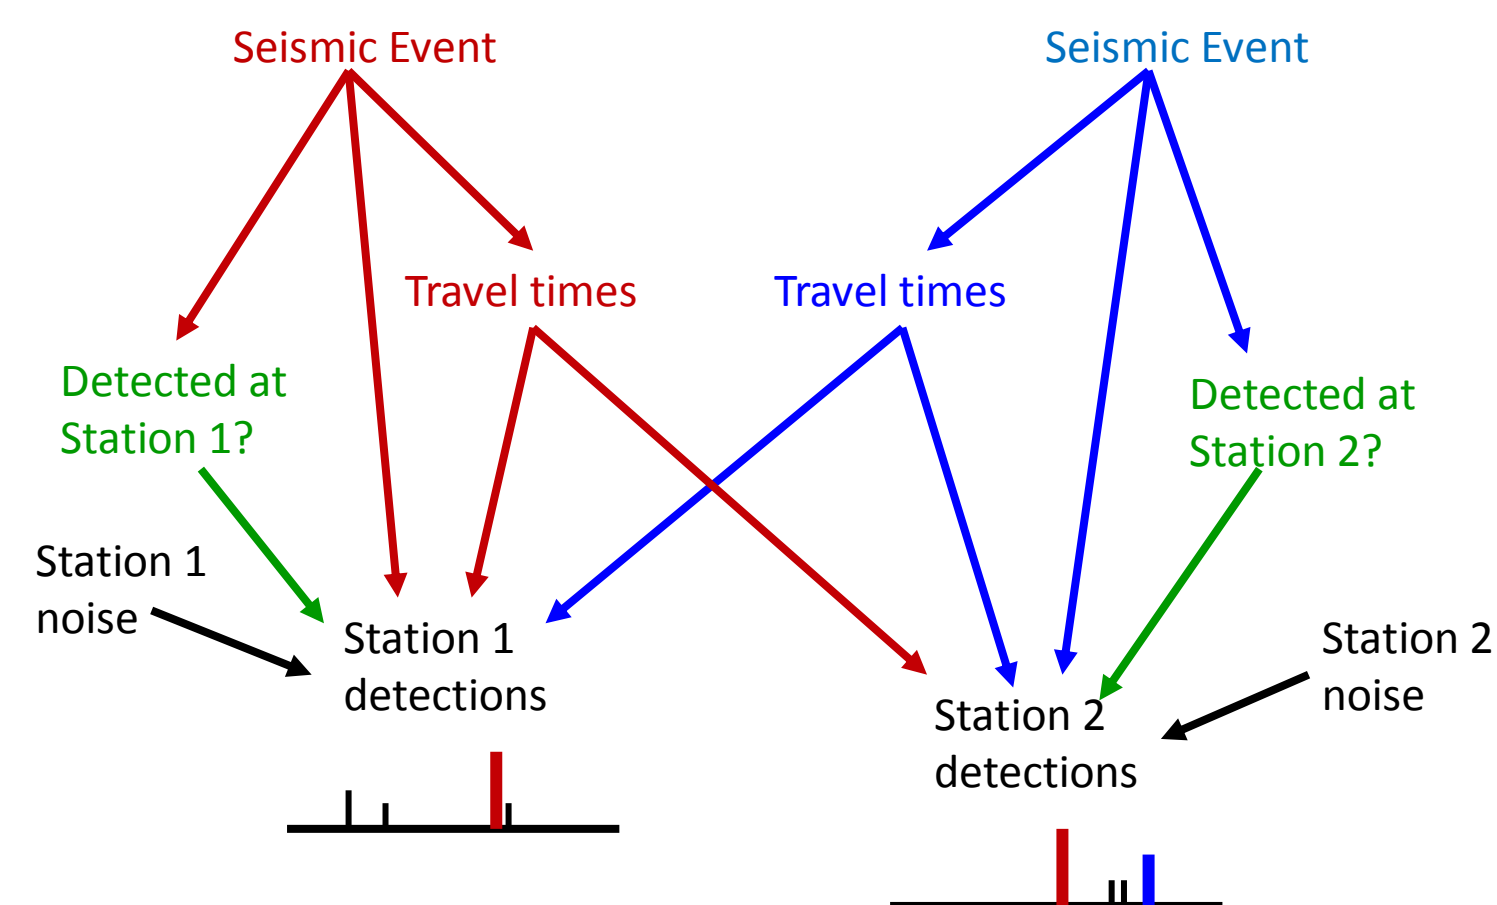 Seismic Event
Seismic Event
Travel times
Travel times
Detected at
Station 1?
Detected at
Station 2?
Station 1
noise
Station 1
detections
Station 2
noise
Station 2
detections